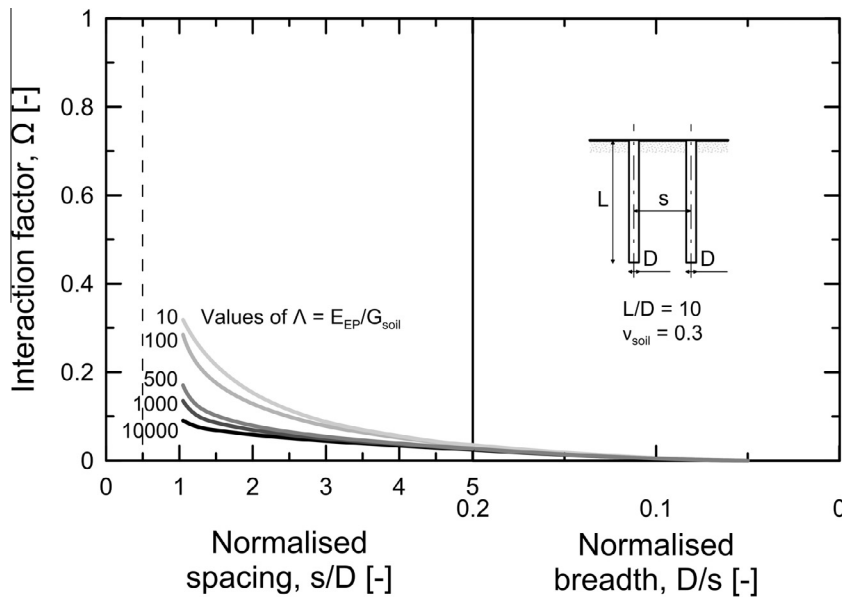 Interaction factor, Ω [-]
1
0.8
0.6
0.4
0.2
0
10
100
500
1000
10000
Values of Λ = E_EP/G_soil
L
s
D
D
L/D = 10
ν_soil = 0.3
0
1
2
3
4
5
0.2
0.1
0
Normalised
spacing, s/D [-]
Normalised
breadth, D/s [-]